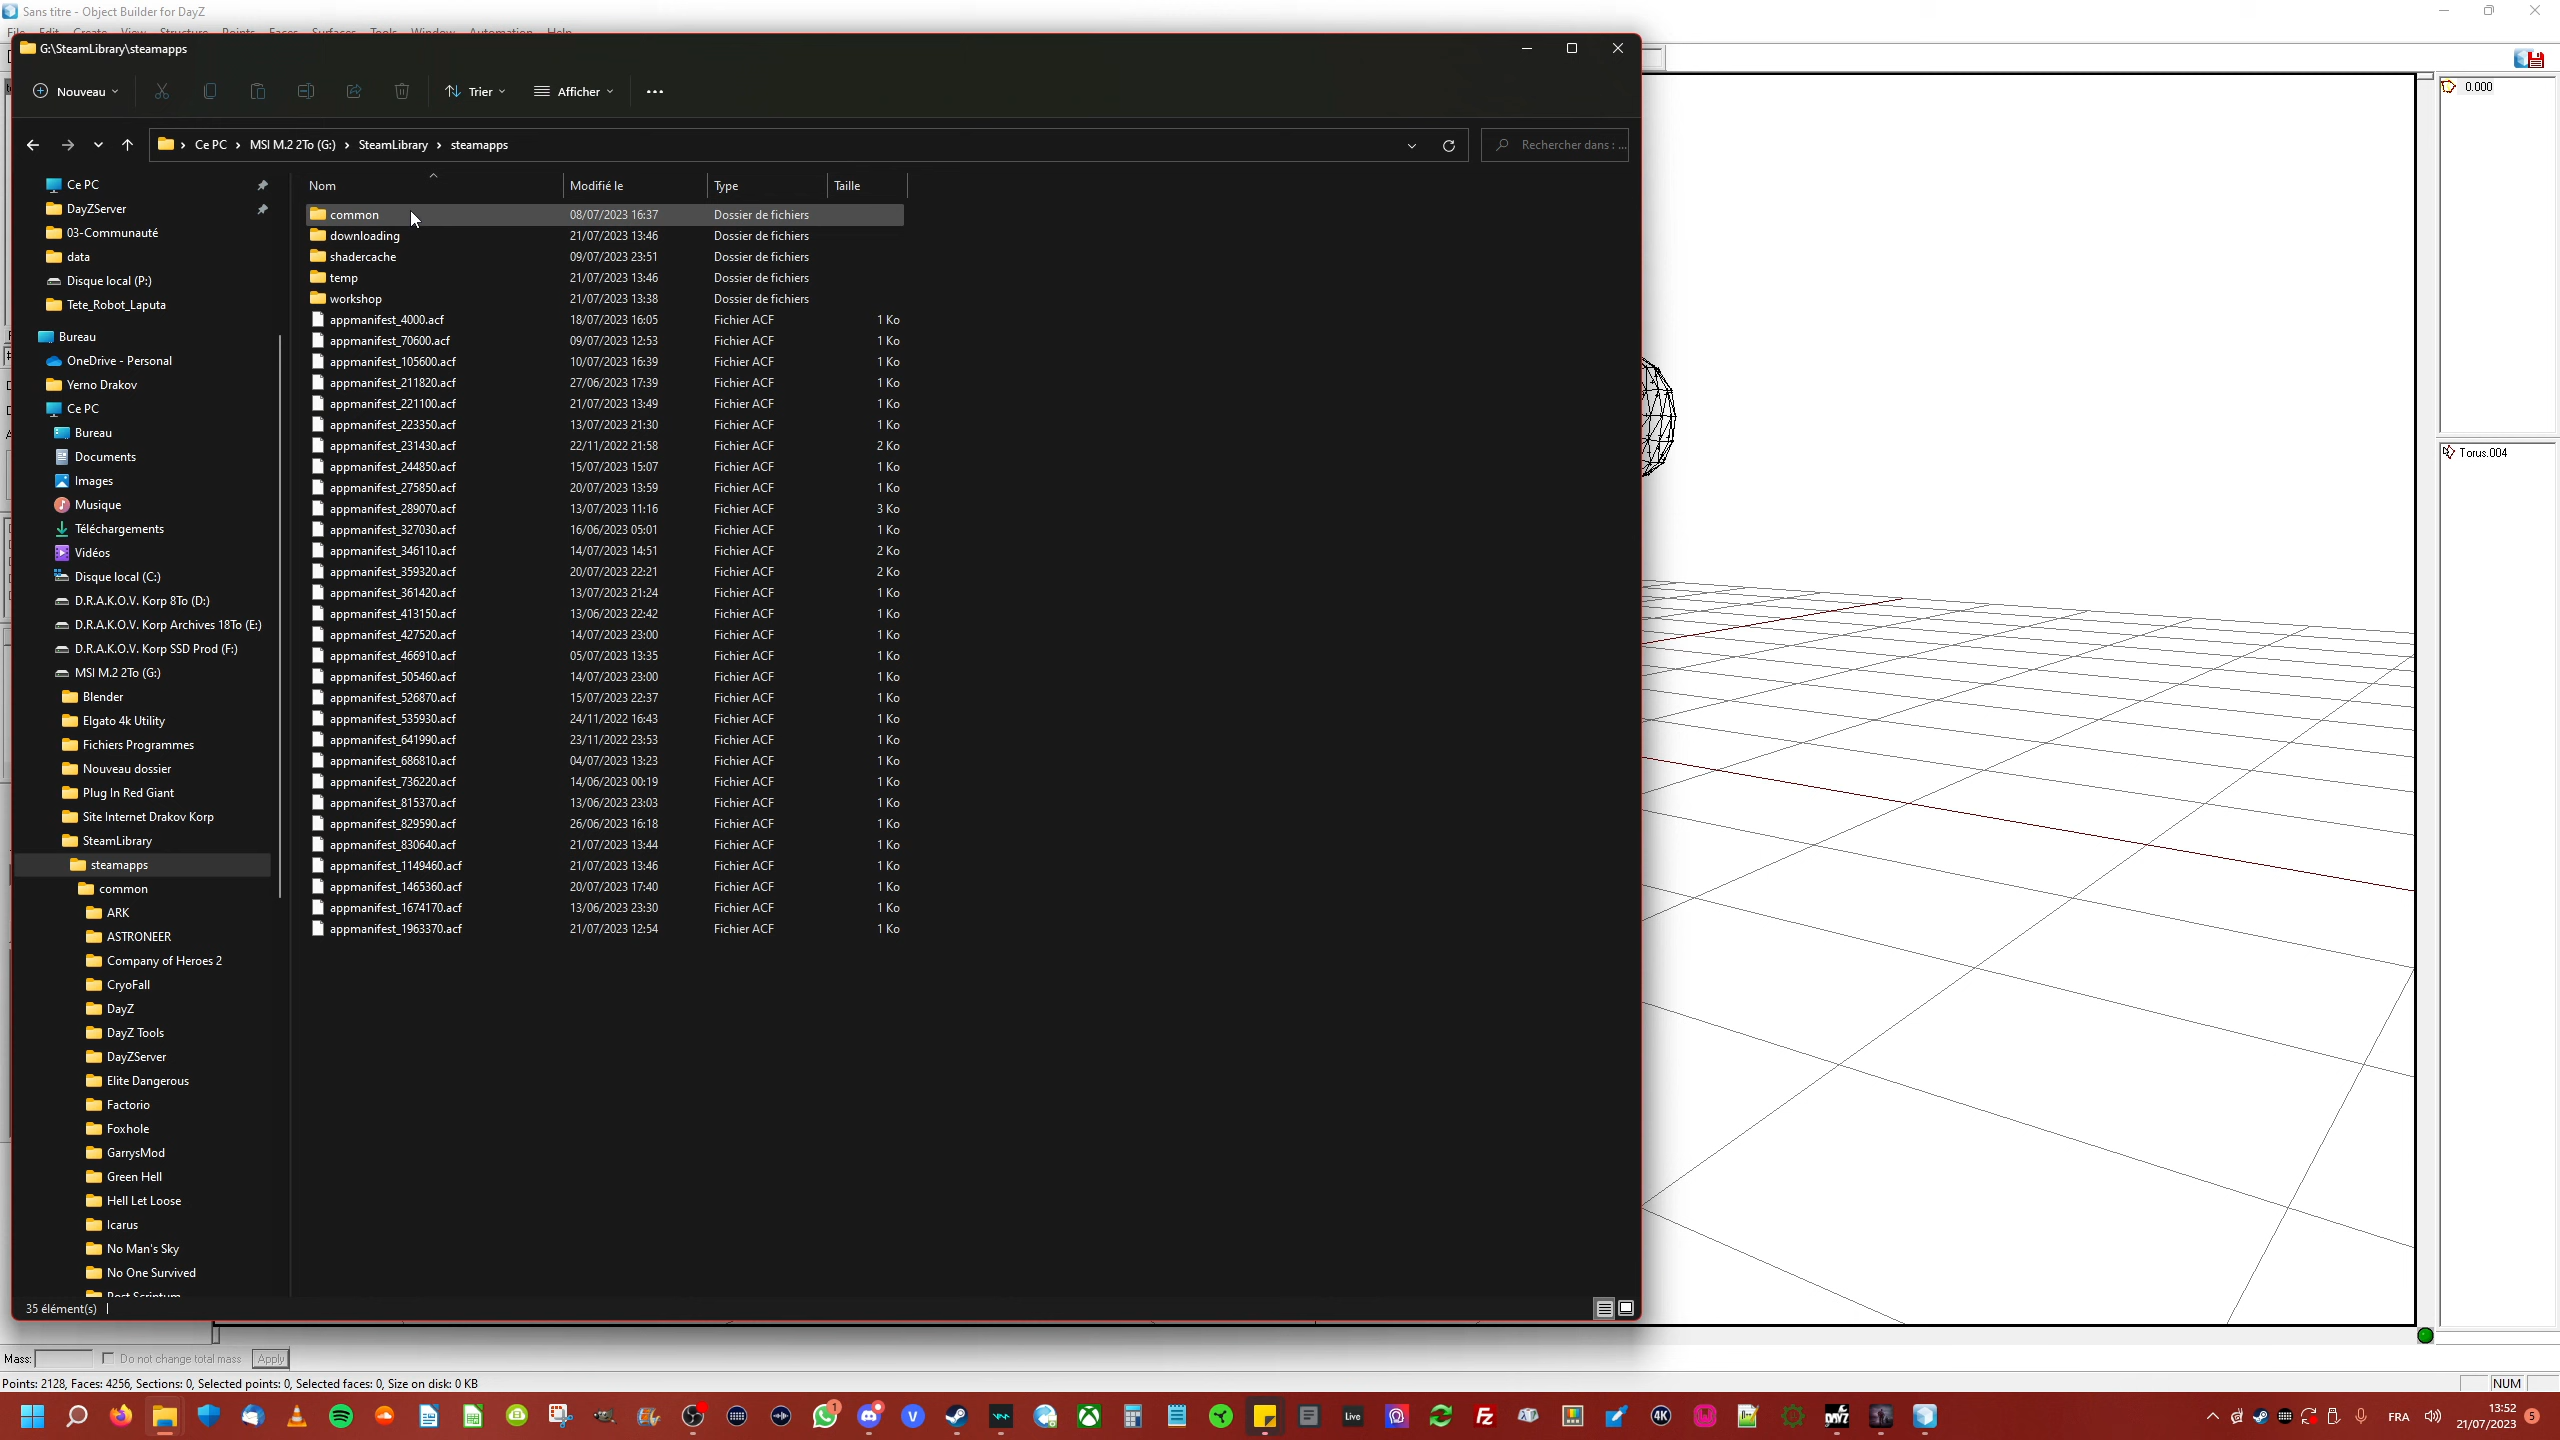 Sans titre - Object Builder for DayZ
File Edit Create View Structure Points Faces Surfaces Tools Window Automation Help
G:\SteamLibrary\steamapps
Nouveau
Trier
Afficher
Ce PC › MSI M.2 2To (G:) › SteamLibrary › steamapps
Rechercher dans : ...
Nom Modifié le Type Taille
common 08/07/2023 16:37 Dossier de fichiers
downloading 21/07/2023 13:46 Dossier de fichiers
shadercache 09/07/2023 23:51 Dossier de fichiers
temp 21/07/2023 13:46 Dossier de fichiers
workshop 21/07/2023 13:38 Dossier de fichiers
appmanifest_4000.acf 18/07/2023 16:05 Fichier ACF 1 Ko
appmanifest_70600.acf 09/07/2023 12:53 Fichier ACF 1 Ko
appmanifest_105600.acf 10/07/2023 16:39 Fichier ACF 1 Ko
appmanifest_211820.acf 27/06/2023 17:39 Fichier ACF 1 Ko
appmanifest_221100.acf 21/07/2023 13:49 Fichier ACF 1 Ko
appmanifest_223350.acf 13/07/2023 21:30 Fichier ACF 1 Ko
appmanifest_231430.acf 22/11/2022 21:58 Fichier ACF 2 Ko
appmanifest_244850.acf 15/07/2023 15:07 Fichier ACF 1 Ko
appmanifest_275850.acf 20/07/2023 13:59 Fichier ACF 1 Ko
appmanifest_289070.acf 13/07/2023 11:16 Fichier ACF 3 Ko
appmanifest_327030.acf 16/06/2023 05:01 Fichier ACF 1 Ko
appmanifest_346110.acf 14/07/2023 14:51 Fichier ACF 2 Ko
appmanifest_359320.acf 20/07/2023 22:21 Fichier ACF 2 Ko
appmanifest_361420.acf 13/07/2023 21:24 Fichier ACF 1 Ko
appmanifest_413150.acf 13/06/2023 22:42 Fichier ACF 1 Ko
appmanifest_427520.acf 14/07/2023 23:00 Fichier ACF 1 Ko
appmanifest_466910.acf 05/07/2023 13:35 Fichier ACF 1 Ko
appmanifest_505460.acf 14/07/2023 23:00 Fichier ACF 1 Ko
appmanifest_526870.acf 15/07/2023 22:37 Fichier ACF 1 Ko
appmanifest_535930.acf 24/11/2022 16:43 Fichier ACF 1 Ko
appmanifest_641990.acf 23/11/2022 23:53 Fichier ACF 1 Ko
appmanifest_686810.acf 04/07/2023 13:23 Fichier ACF 1 Ko
appmanifest_736220.acf 14/06/2023 00:19 Fichier ACF 1 Ko
appmanifest_815370.acf 13/06/2023 23:03 Fichier ACF 1 Ko
appmanifest_829590.acf 26/06/2023 16:18 Fichier ACF 1 Ko
appmanifest_830640.acf 21/07/2023 13:44 Fichier ACF 1 Ko
appmanifest_1149460.acf 21/07/2023 13:46 Fichier ACF 1 Ko
appmanifest_1465360.acf 20/07/2023 17:40 Fichier ACF 1 Ko
appmanifest_1674170.acf 13/06/2023 23:30 Fichier ACF 1 Ko
appmanifest_1963370.acf 21/07/2023 12:54 Fichier ACF 1 Ko
Ce PC
DayZServer
03-Communauté
data
Disque local (P:)
Tete_Robot_Laputa
Bureau
OneDrive - Personal
Yerno Drakov
Ce PC
Bureau
Documents
Images
Musique
Téléchargements
Vidéos
Disque local (C:)
D.R.A.K.O.V. Korp 8To (D:)
D.R.A.K.O.V. Korp Archives 18To (E:)
D.R.A.K.O.V. Korp SSD Prod (F:)
MSI M.2 2To (G:)
Blender
Elgato 4k Utility
Fichiers Programmes
Nouveau dossier
Plug In Red Giant
Site Internet Drakov Korp
SteamLibrary
steamapps
common
ARK
ASTRONEER
Company of Heroes 2
CryoFall
DayZ
DayZ Tools
DayZServer
Elite Dangerous
Factorio
Foxhole
GarrysMod
Green Hell
Hell Let Loose
Icarus
No Man's Sky
No One Survived
Post Scriptum
35 élément(s)
0.000
Torus.004
Mass: Do not change total mass Apply
Points: 2128, Faces: 4256, Sections: 0, Selected points: 0, Selected faces: 0, Size on disk: 0 KB
NUM
FRA
13:52
21/07/2023
5